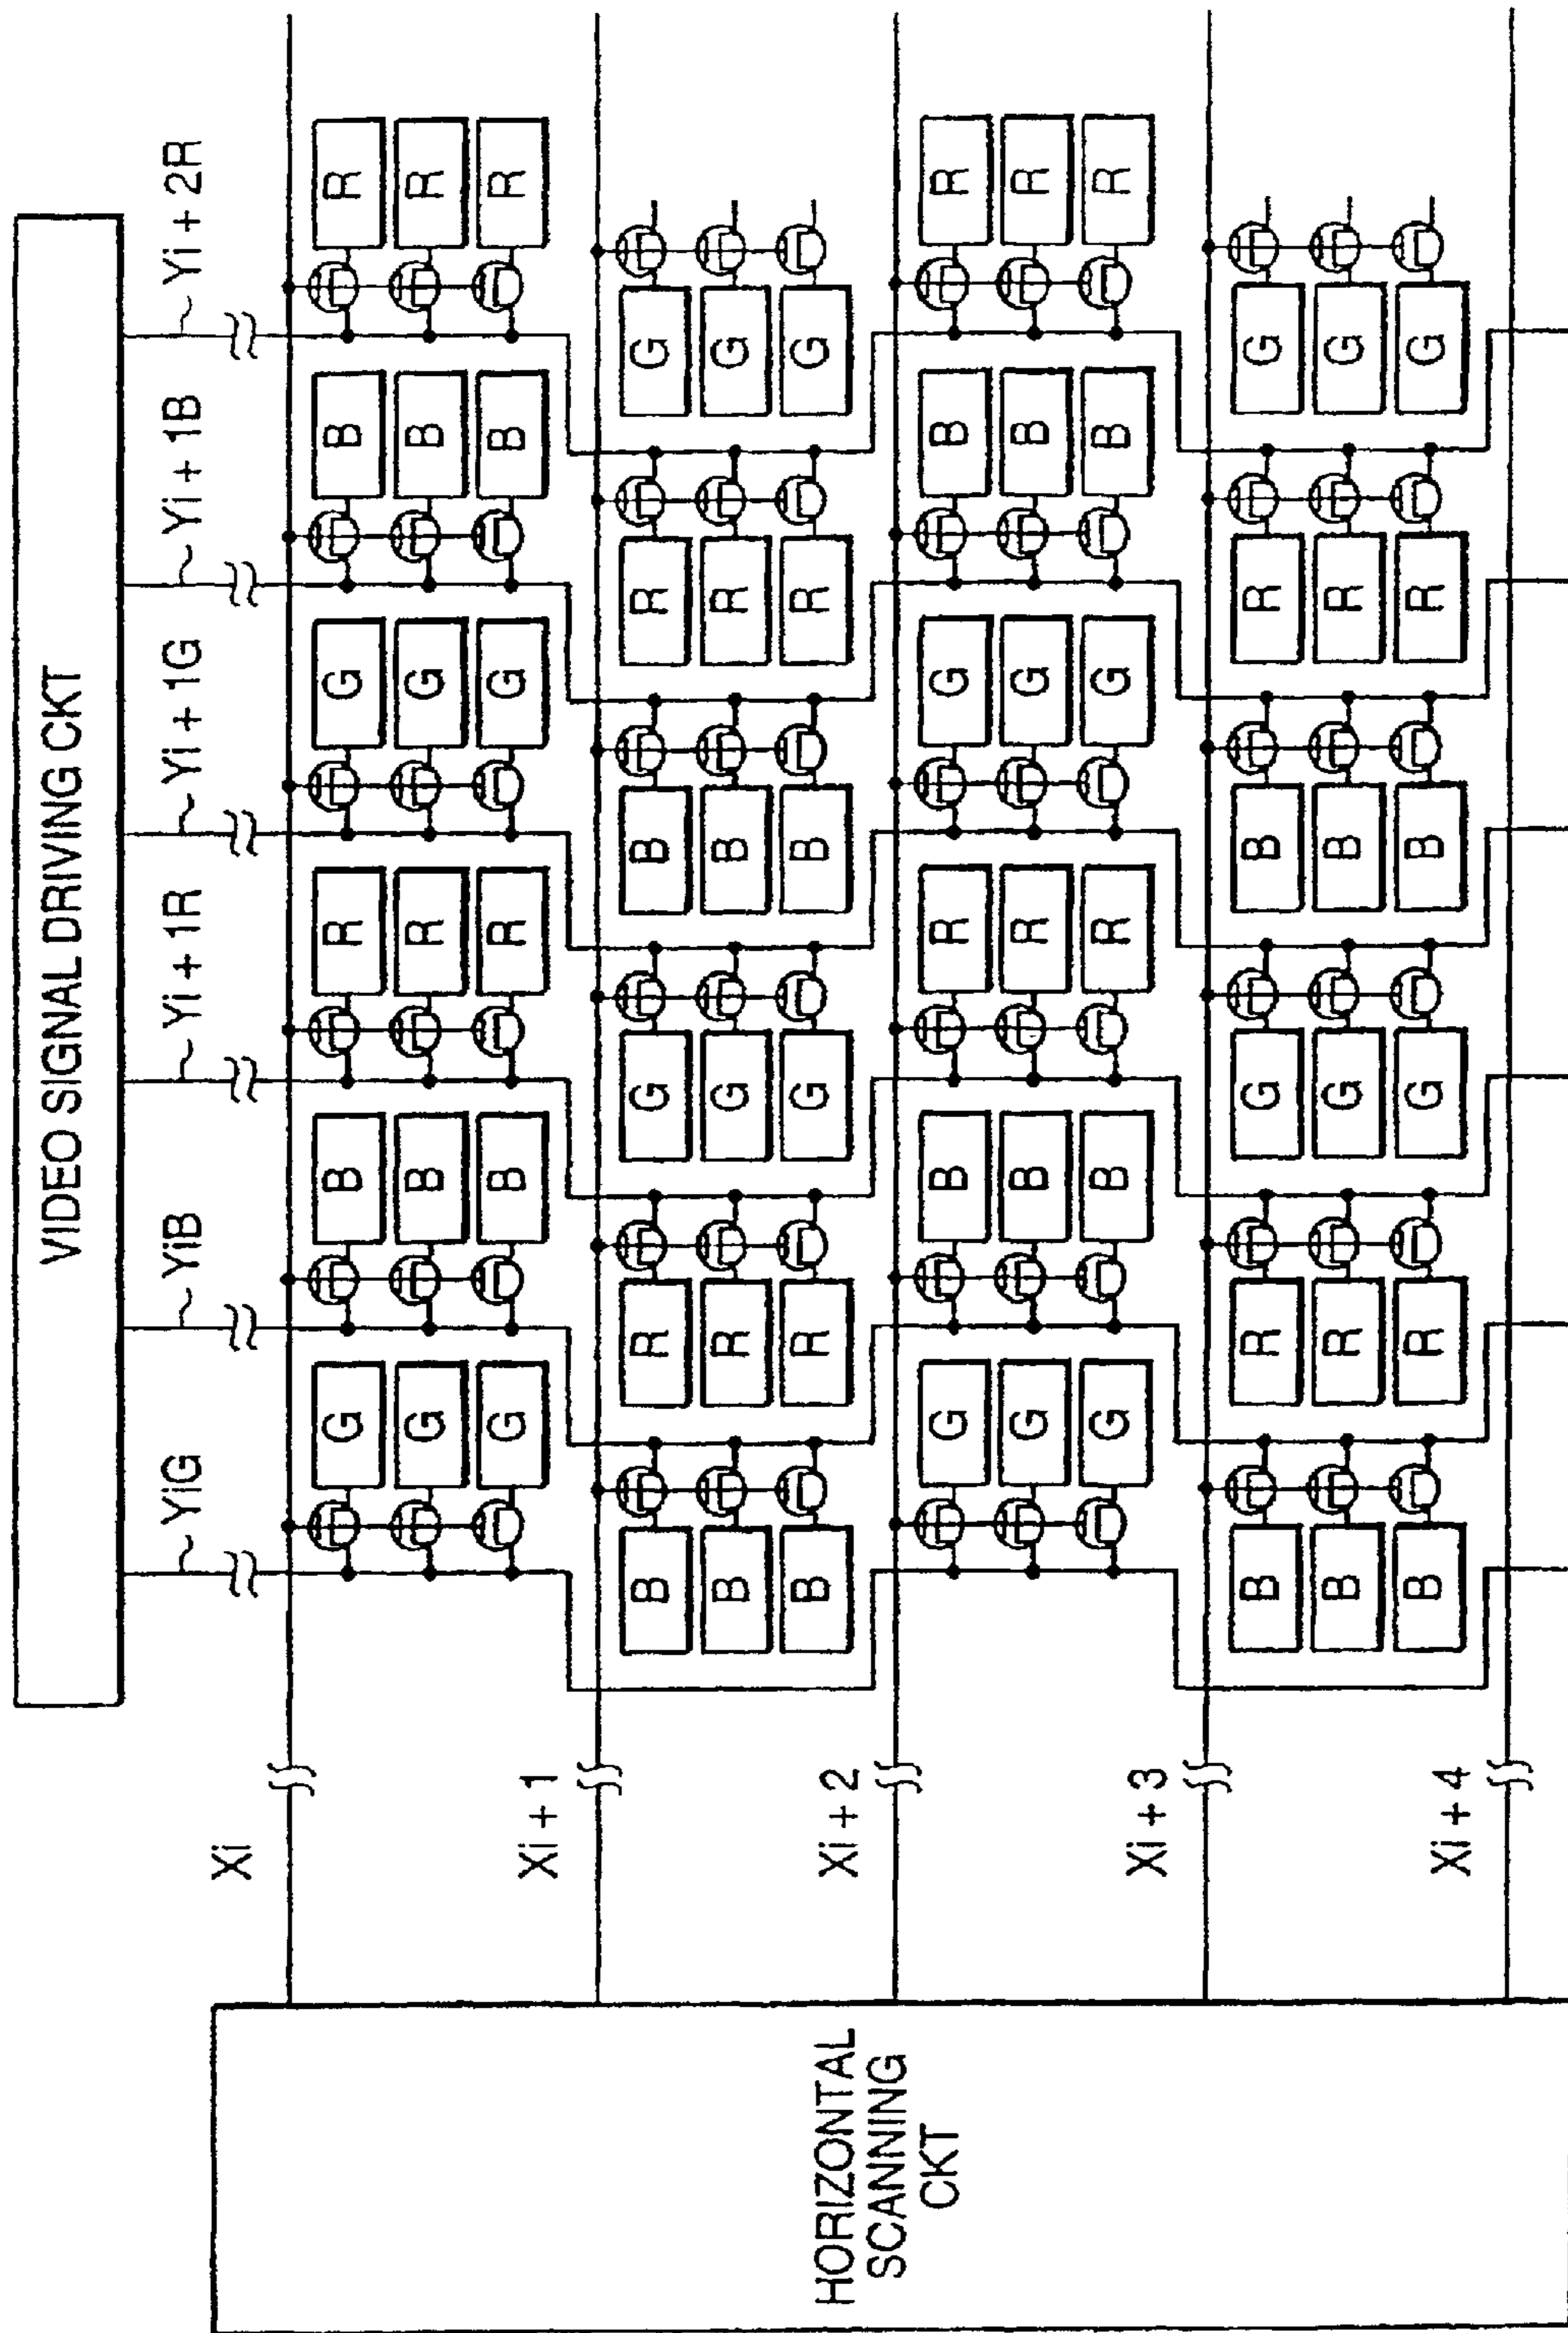 VIDEO SIGNAL DRIVING CKT
YiG YiB Yi + 1R Yi + 1G Yi + 1B Yi + 2R
Xi
G B R G B R
G B R G B R
G B R G B R
Xi + 1
B R G B R G
B R G B R G
B R G B R G
HORIZONTAL
SCANNING
CKT
Xi + 2
G B R G B R
G B R G B R
G B R G B R
Xi + 3
B R G B R G
B R G B R G
B R G B R G
Xi + 4